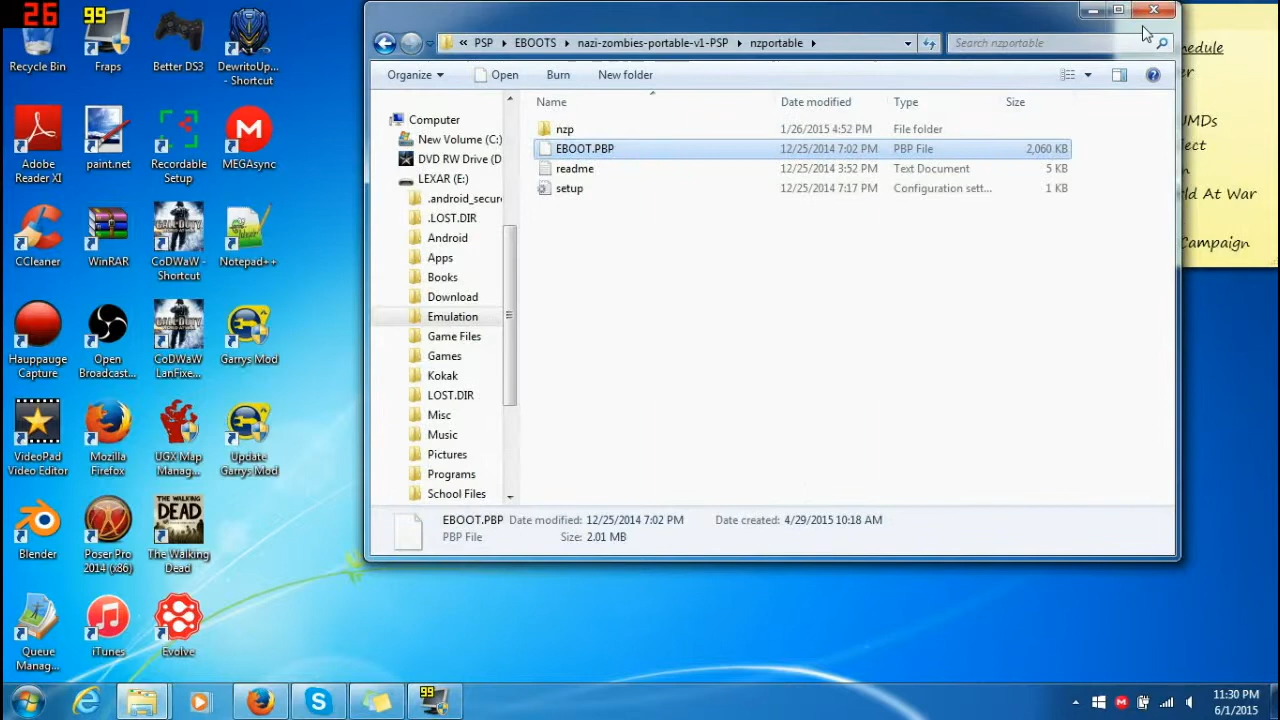 26
99
Recycle Bin
Fraps
Better DS3
DewritoUp...
- Shortcut
Adobe
Reader XI
paint.net
Recordable
Setup
MEGAsync
CCleaner
WinRAR
CoDWaW -
Shortcut
Notepad++
Hauppauge
Capture
Open
Broadcast...
CoDWaW
LanFixe...
Garrys Mod
VideoPad
Video Editor
Mozilla
Firefox
UGX Map
Manag...
Update
Garrys Mod
Blender
Poser Pro
2014 (x86)
THE WALKING
DEAD
The Walking
Dead
Queue
Manag...
iTunes
Evolve
« PSP EBOOTS nazi-zombies-portable-v1-PSP nzportable
Search nzportable
Organize Open Burn New folder
Computer
New Volume (C:)
DVD RW Drive (D
LEXAR (E:)
.android_secure
.LOST.DIR
Android
Apps
Books
Download
Emulation
Game Files
Games
Kokak
LOST.DIR
Misc
Music
Pictures
Programs
School Files
Name Date modified Type Size
nzp 1/26/2015 4:52 PM File folder
EBOOT.PBP 12/25/2014 7:02 PM PBP File 2,060 KB
readme 12/25/2014 3:52 PM Text Document 5 KB
setup 12/25/2014 7:17 PM Configuration sett... 1 KB
EBOOT.PBP Date modified: 12/25/2014 7:02 PM Date created: 4/29/2015 10:18 AM
PBP File Size: 2.01 MB
hedule
er
UMDs
ject
n
ld At War
Campaign
99
11:30 PM
6/1/2015